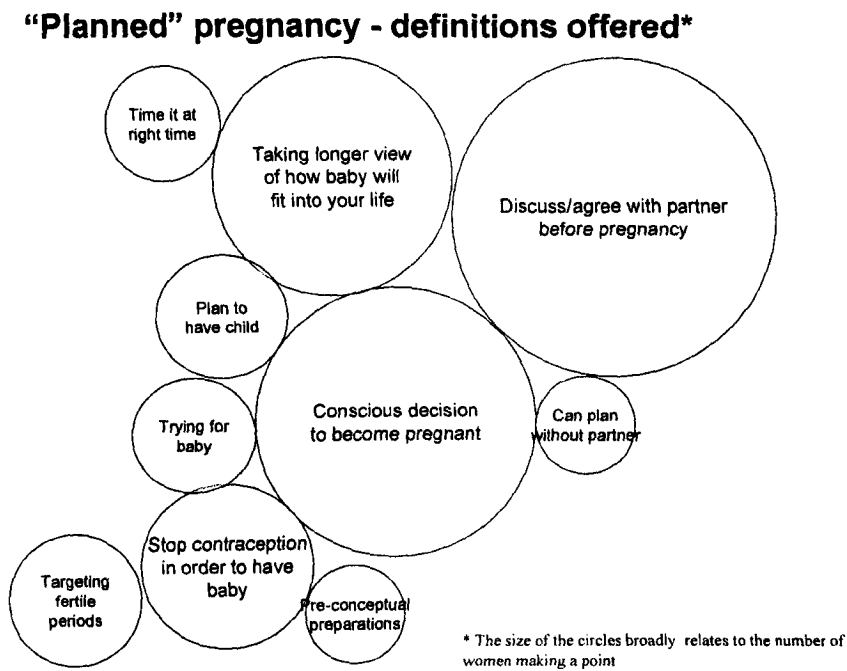 “Planned” pregnancy - definitions offered*
Time it at
right time
Taking longer view
of how baby will
fit into your life
Discuss/agree with partner
before pregnancy
Plan to
have child
Conscious decision
to become pregnant
Trying for
baby
Can plan
without partner
Stop contraception
in order to have
baby
Targeting
fertile
periods
Pre-conceptual
preparations
* The size of the circles broadly relates to the number of
women making a point